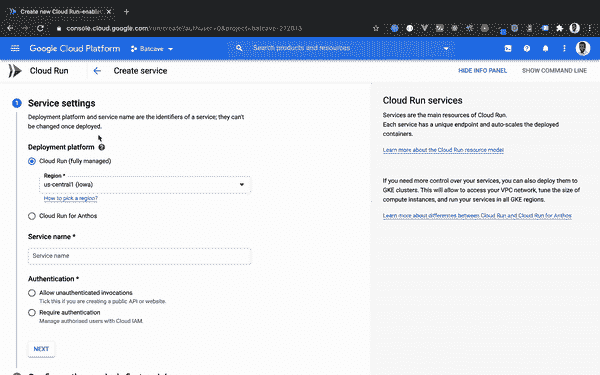 Create new Cloud Run-enablin
console.cloud.google.com
Google Cloud Platform
Batcave
Search products and resources
Cloud Run
Create service
HIDE INFO PANEL
SHOW COMMAND LINE
1
Service settings
Deployment platform and service name are the identifiers of a service; they can't
be changed once deployed.
Deployment platform
Cloud Run (fully managed)
Region *
us-central1 (Iowa)
How to pick a region?
Cloud Run for Anthos
Service name *
Service name
Authentication *
Allow unauthenticated invocations
Tick this if you are creating a public API or website.
Require authentication
Manage authorised users with Cloud IAM.
NEXT
Cloud Run services
Services are the main resources of Cloud Run.
Each service has a unique endpoint and auto-scales the deployed
containers.
Learn more about the Cloud Run resource model
If you need more control over your services, you can also deploy them to
GKE clusters. This will allow to access your VPC network, tune the size of
compute instances, and run your services in all GKE regions.
Learn more about differences between Cloud Run and Cloud Run for Anthos